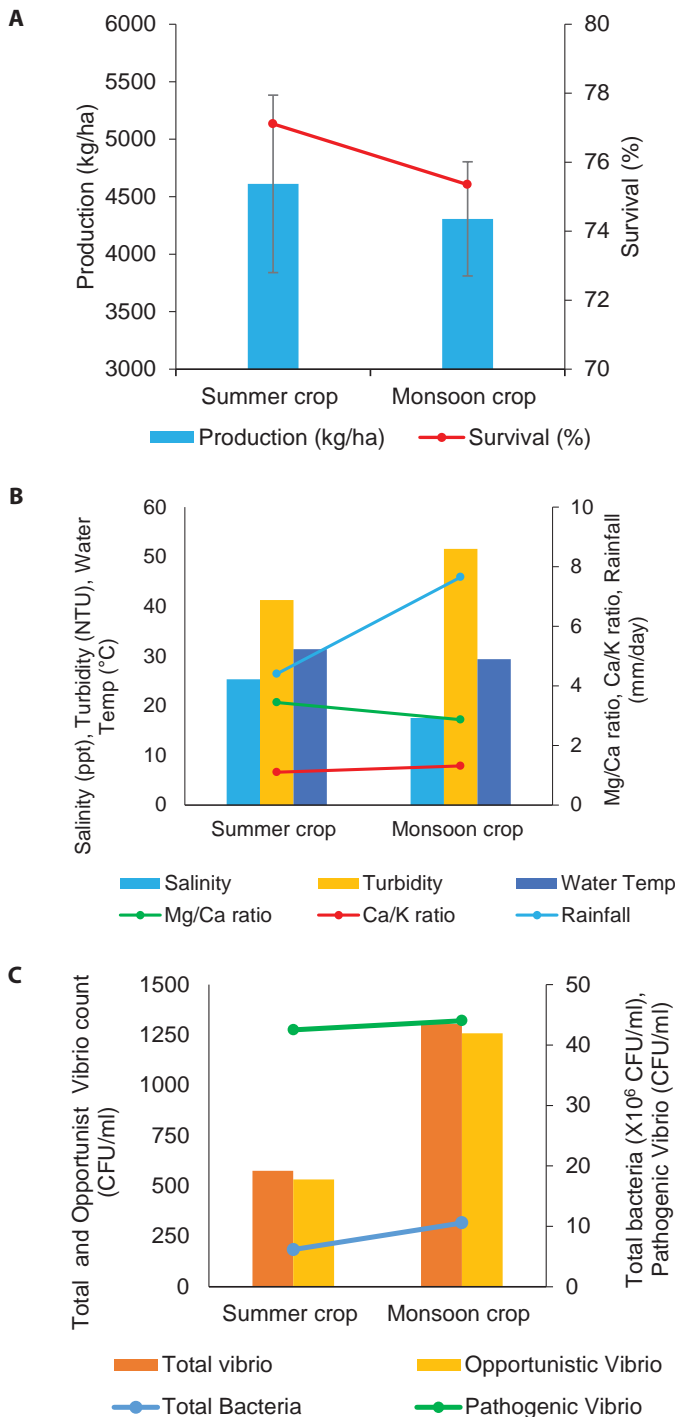 A
Production (kg/ha)
6000
5500
5000
4500
4000
3500
3000
80
78
76
74
72
70
Survival (%)
Summer crop
Monsoon crop
Production (kg/ha)
Survival (%)
B
Salinity (ppt), Turbidity (NTU), Water
Temp (°C)
60
50
40
30
20
10
0
10
8
6
4
2
0
Mg/Ca ratio, Ca/K ratio, Rainfall
(mm/day)
Summer crop
Monsoon crop
Salinity
Turbidity
Water Temp
Mg/Ca ratio
Ca/K ratio
Rainfall
C
Total and Opportunist Vibrio count
(CFU/ml)
1500
1250
1000
750
500
250
0
50
40
30
20
10
0
Total bacteria (X10⁶ CFU/ml),
Pathogenic Vibrio (CFU/ml)
Summer crop
Monsoon crop
Total vibrio
Opportunistic Vibrio
Total Bacteria
Pathogenic Vibrio